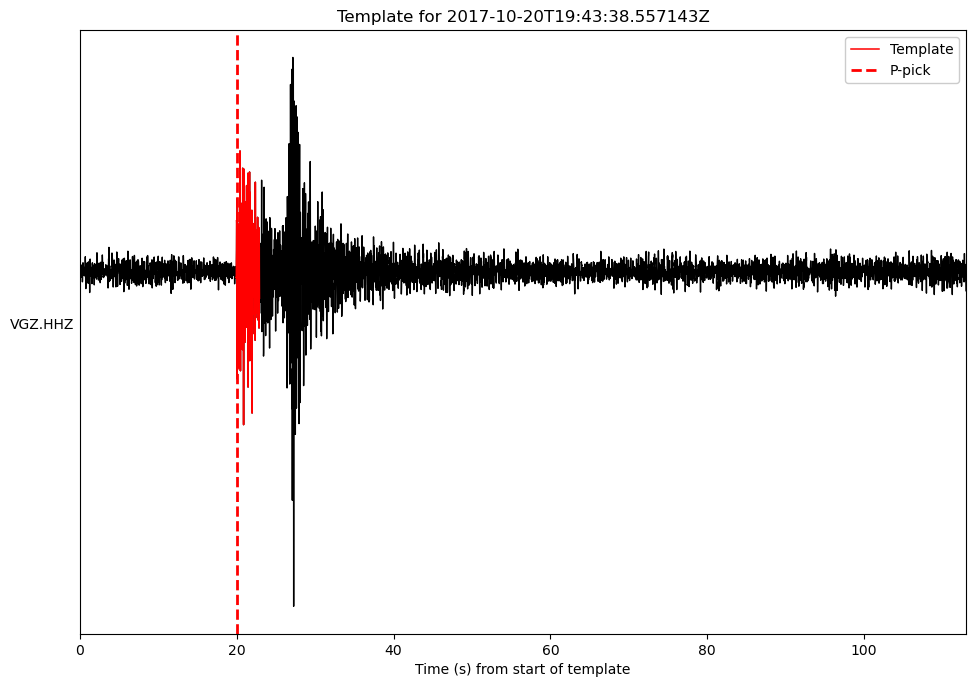 Template for 2017-10-20T19:43:38.557143Z
Template
P-pick
VGZ.HHZ
0 20 40 60 80 100
Time (s) from start of template